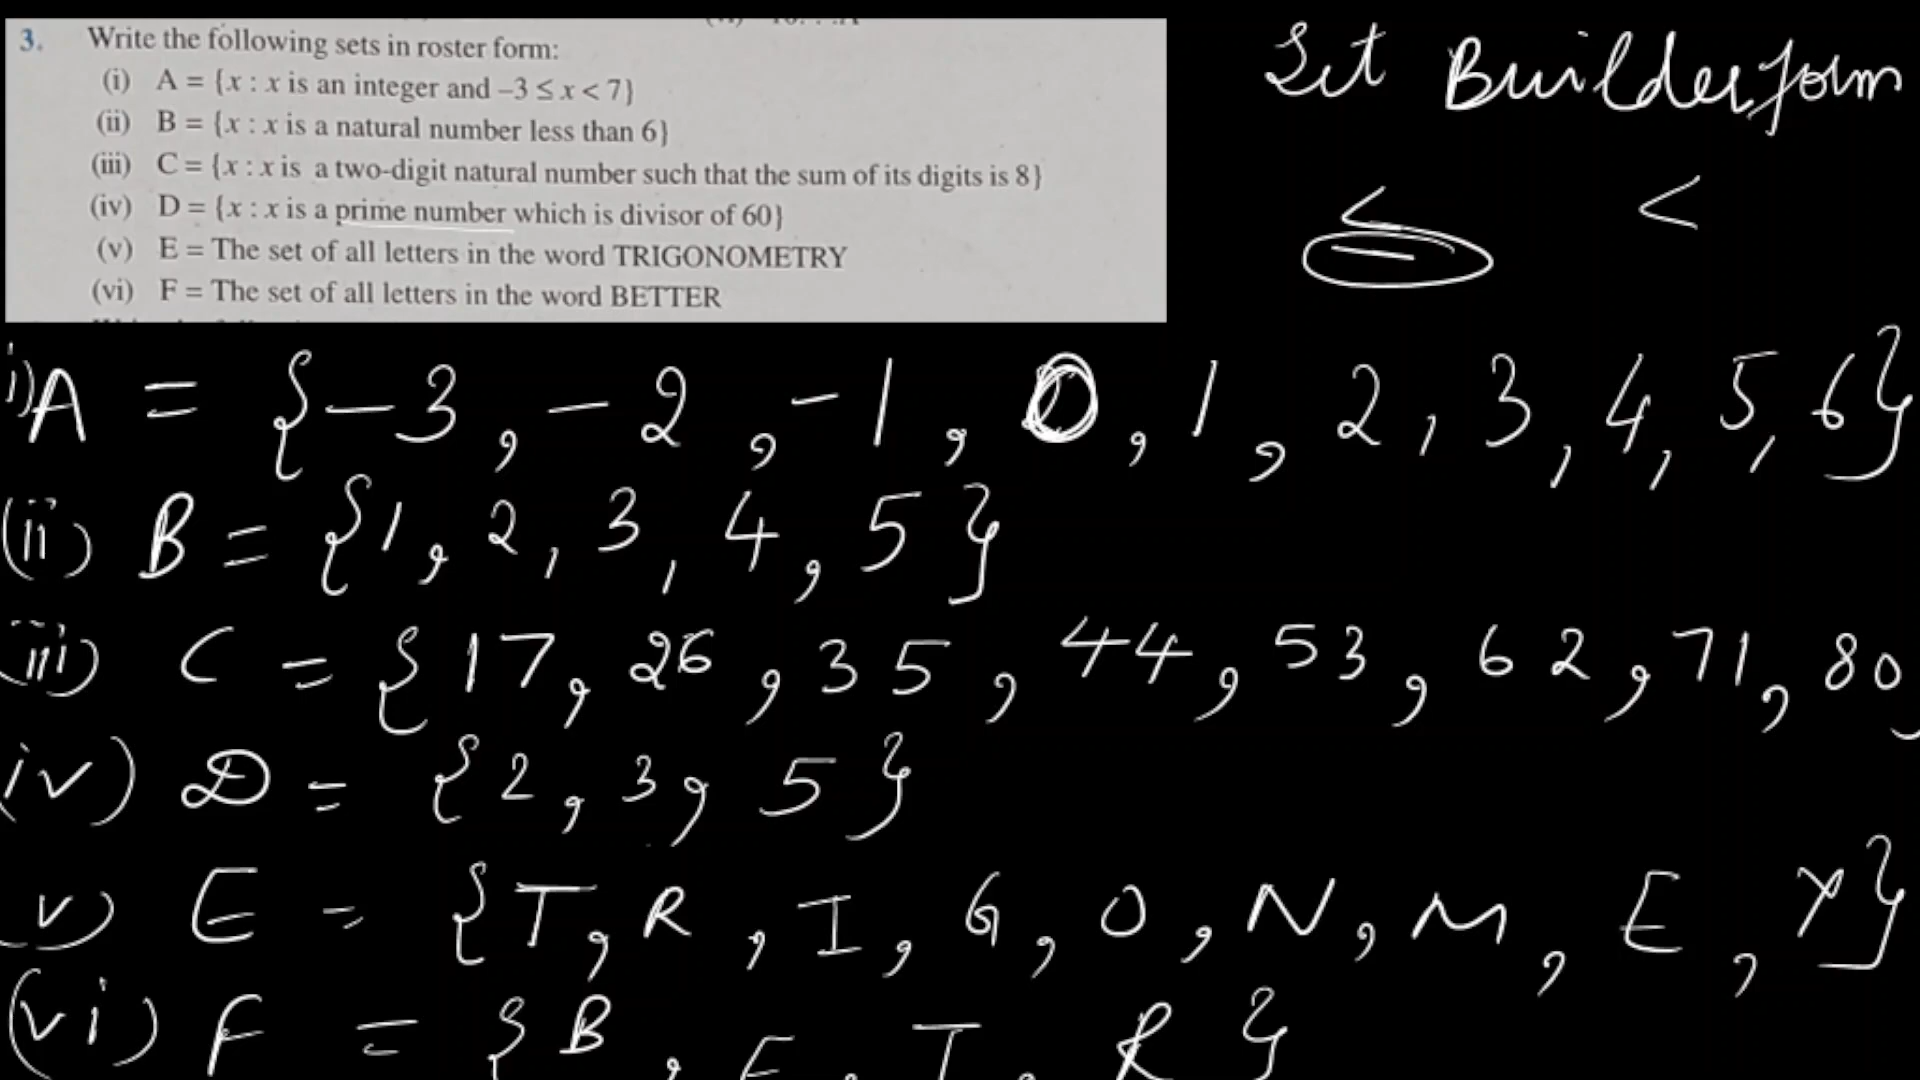 3. Write the following sets in roster form:
(i) A = {x : x is an integer and –3 ≤ x < 7}
(ii) B = {x : x is a natural number less than 6}
(iii) C = {x : x is a two-digit natural number such that the sum of its digits is 8}
(iv) D = {x : x is a prime number which is divisor of 60}
(v) E = The set of all letters in the word TRIGONOMETRY
(vi) F = The set of all letters in the word BETTER
Set Builder form
≤ <
i) A = {-3, -2, -1, 0, 1, 2, 3, 4, 5, 6}
(ii) B = {1, 2, 3, 4, 5}
iii) C = {17, 26, 35, 44, 53, 62, 71, 80
iv) D = {2, 3, 5}
v) E = {T, R, I, G, O, N, M, E, Y}
(vi) F = {B, E, T, R}